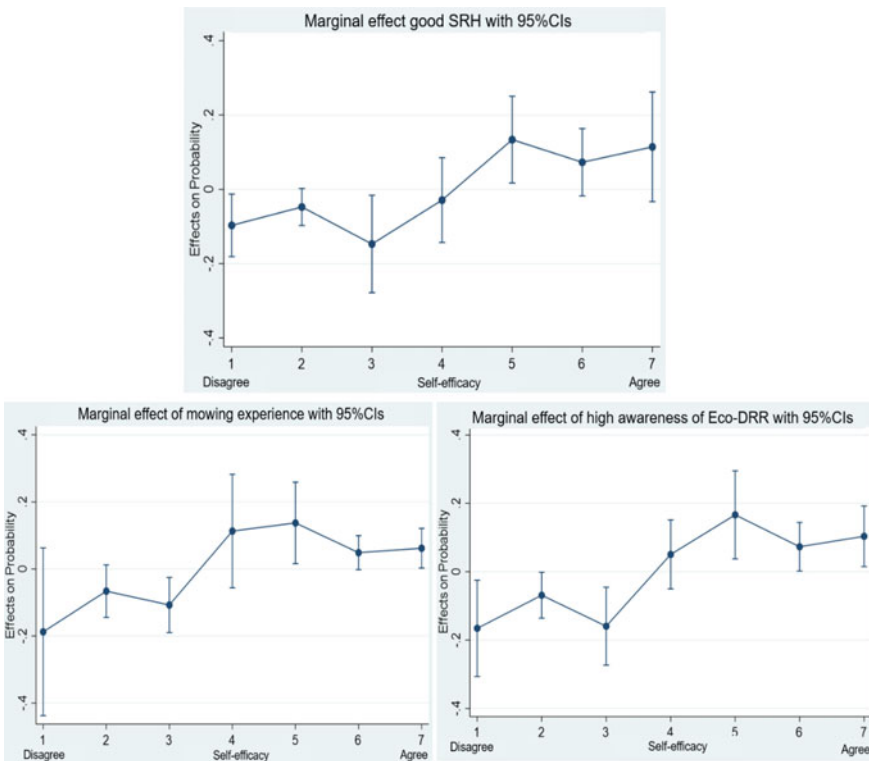 Marginal effect good SRH with 95%CIs
Effects on Probability
.4
.2
0
-.2
-.4
1 2 3 4 5 6 7
Disagree Self-efficacy Agree
Marginal effect of mowing experience with 95%CIs
Effects on Probability
.4
.2
0
-.2
-.4
1 2 3 4 5 6 7
Disagree Self-efficacy Agree
Marginal effect of high awareness of Eco-DRR with 95%CIs
Effects on Probability
.4
.2
0
-.2
-.4
1 2 3 4 5 6 7
Disagree Self-efficacy Agree